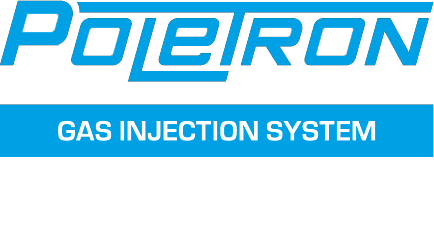 POLETRON
GAS INJECTION SYSTEM